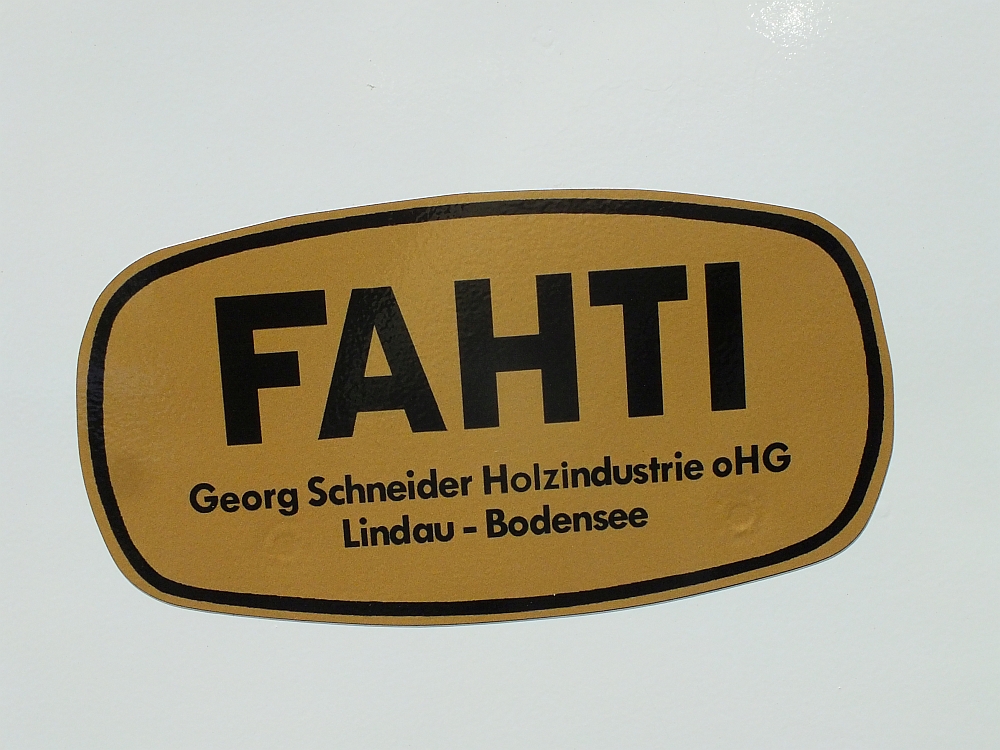 FAHTI
Georg Schneider Holzindustrie oHG
Lindau - Bodensee